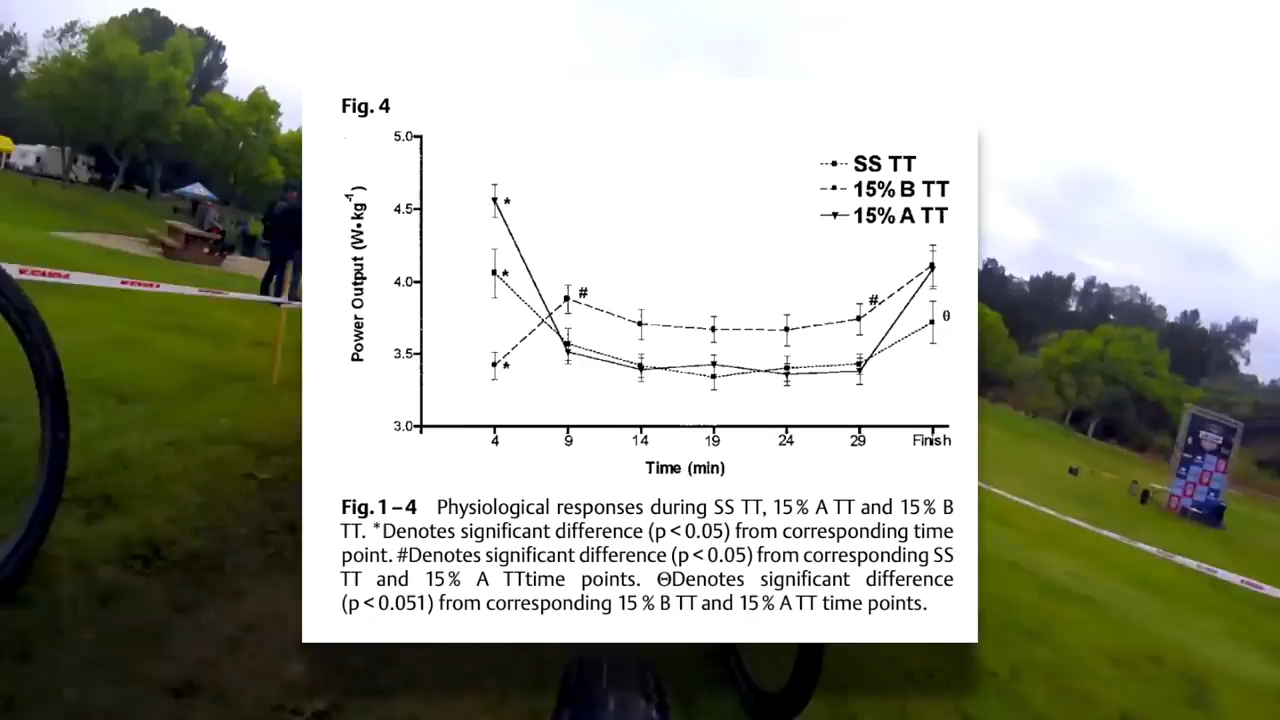 Fig. 4
5.0
4.5
4.0
3.5
3.0
Power Output (W•kg⁻¹)
SS TT
15% B TT
15% A TT
*
*
*
#
#
θ
4 9 14 19 24 29 Finish
Time (min)
Fig. 1–4 Physiological responses during SS TT, 15% A TT and 15% B
TT. *Denotes significant difference (p < 0.05) from corresponding time
point. #Denotes significant difference (p < 0.05) from corresponding SS
TT and 15% A TTtime points. ΘDenotes significant difference
(p < 0.051) from corresponding 15% B TT and 15% A TT time points.